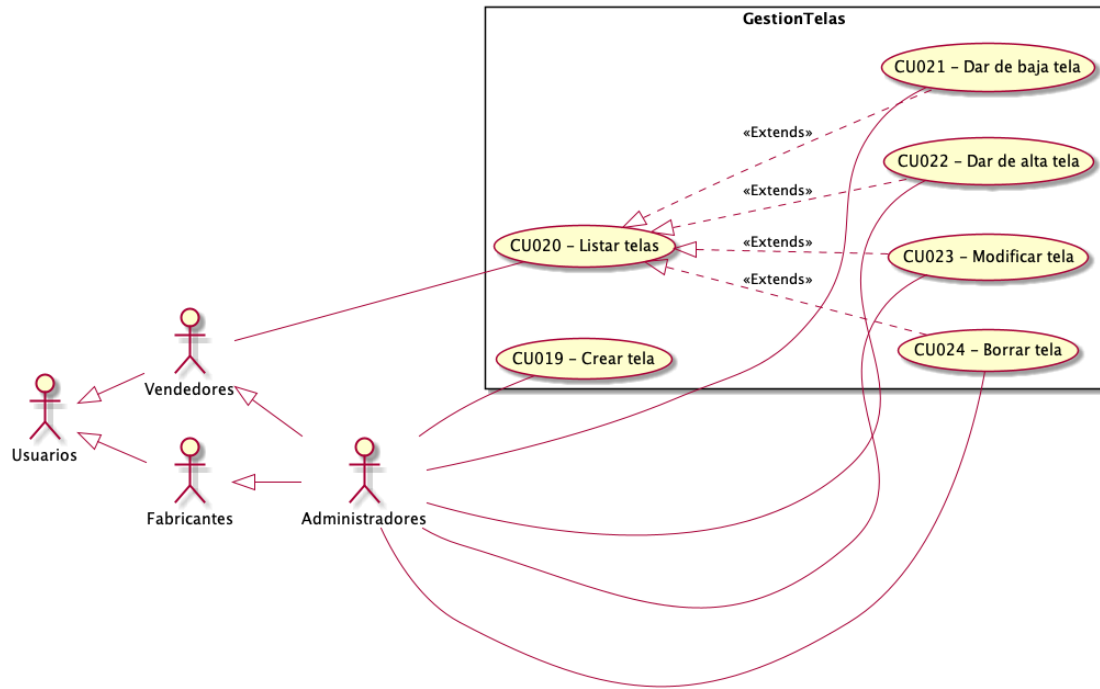 GestionTelas
CU021 – Dar de baja tela
«Extends»
CU022 – Dar de alta tela
«Extends»
CU020 – Listar telas
«Extends»
CU023 – Modificar tela
«Extends»
CU019 – Crear tela
CU024 – Borrar tela
Vendedores
Usuarios
Fabricantes
Administradores